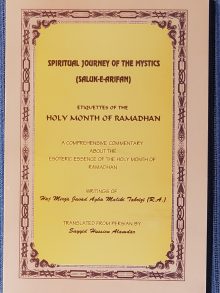 SPIRITUAL JOURNEY OF THE MYSTICS
(SALUK-E-ARIFAN)
ETIQUETTES OF THE
HOLY MONTH OF RAMADHAN
A COMPREHENSIVE COMMENTARY
ABOUT THE
ESOTERIC ESSENCE OF THE HOLY MONTH OF
RAMADHAN
WRITINGS OF
Haj Mirza Javad Agha Maliki Tabrizi (R.A.)
TRANSLATED FROM PERSIAN BY
Sayyid Hussein Alamdar